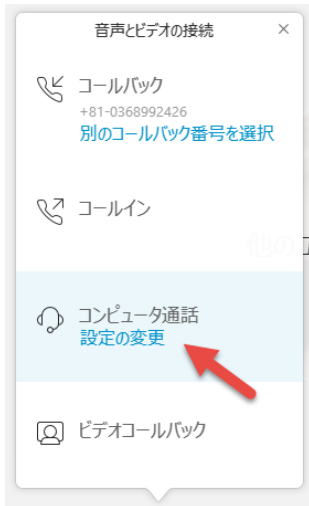 音声とビデオの接続
コールバック
+81-0368992426
別のコールバック番号を選択
コールイン
他の
コンピュータ通話
設定の変更
ビデオコールバック